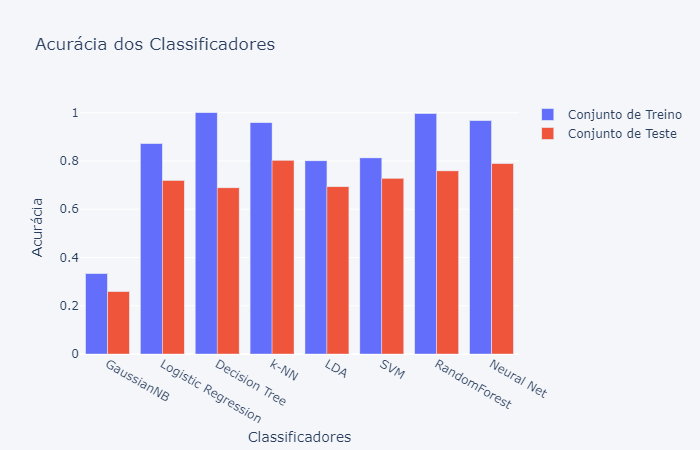 Acurácia dos Classificadores
Conjunto de Treino
Conjunto de Teste
Acurácia
1
0.8
0.6
0.4
0.2
0
GaussianNB
Logistic Regression
Decision Tree
k-NN
LDA
SVM
RandomForest
Neural Net
Classificadores